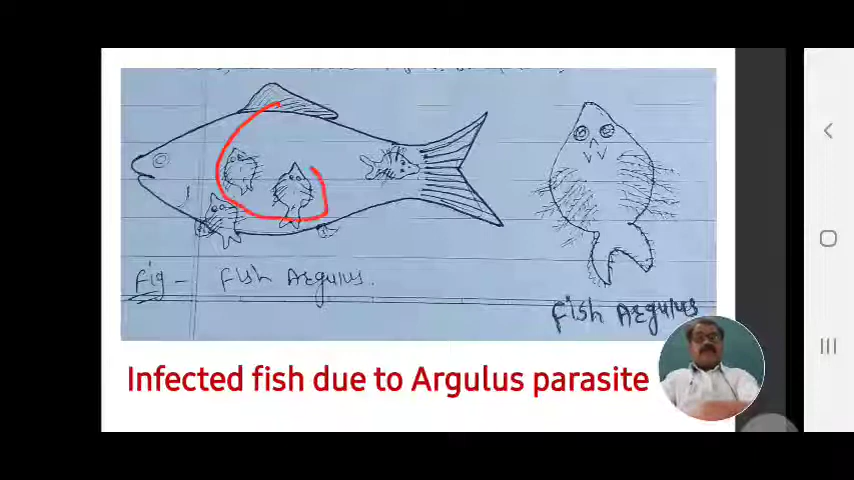 Fig - Fish Argulus.
Fish Argulus
Infected fish due to Argulus parasite